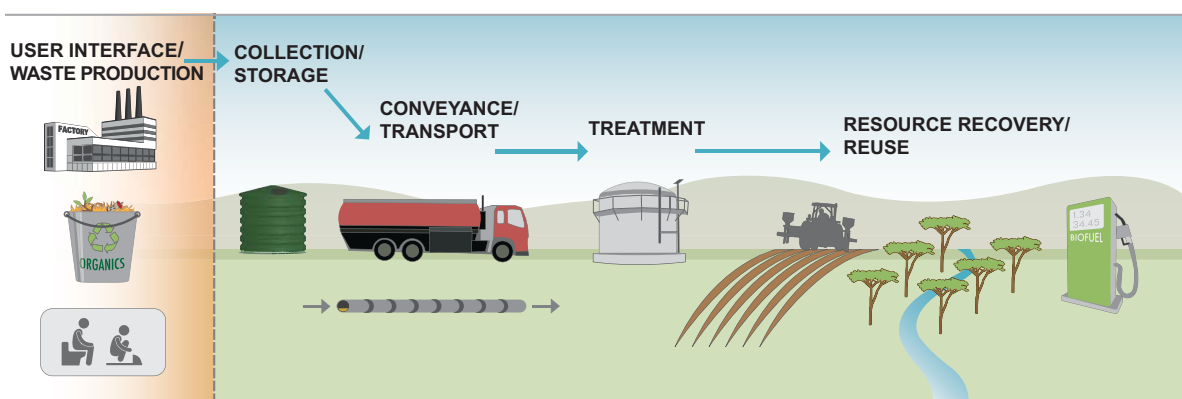 USER INTERFACE/
WASTE PRODUCTION
COLLECTION/
STORAGE
CONVEYANCE/
TRANSPORT
TREATMENT
RESOURCE RECOVERY/
REUSE
FACTORY
ORGANICS
1.34
34.45
BIOFUEL